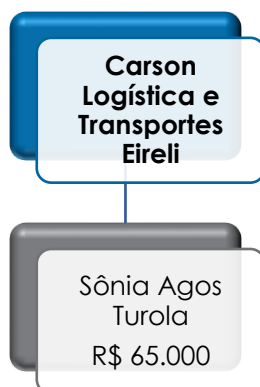 Carson
Logística e
Transportes
Eireli
Sônia Agos
Turola
R$ 65.000